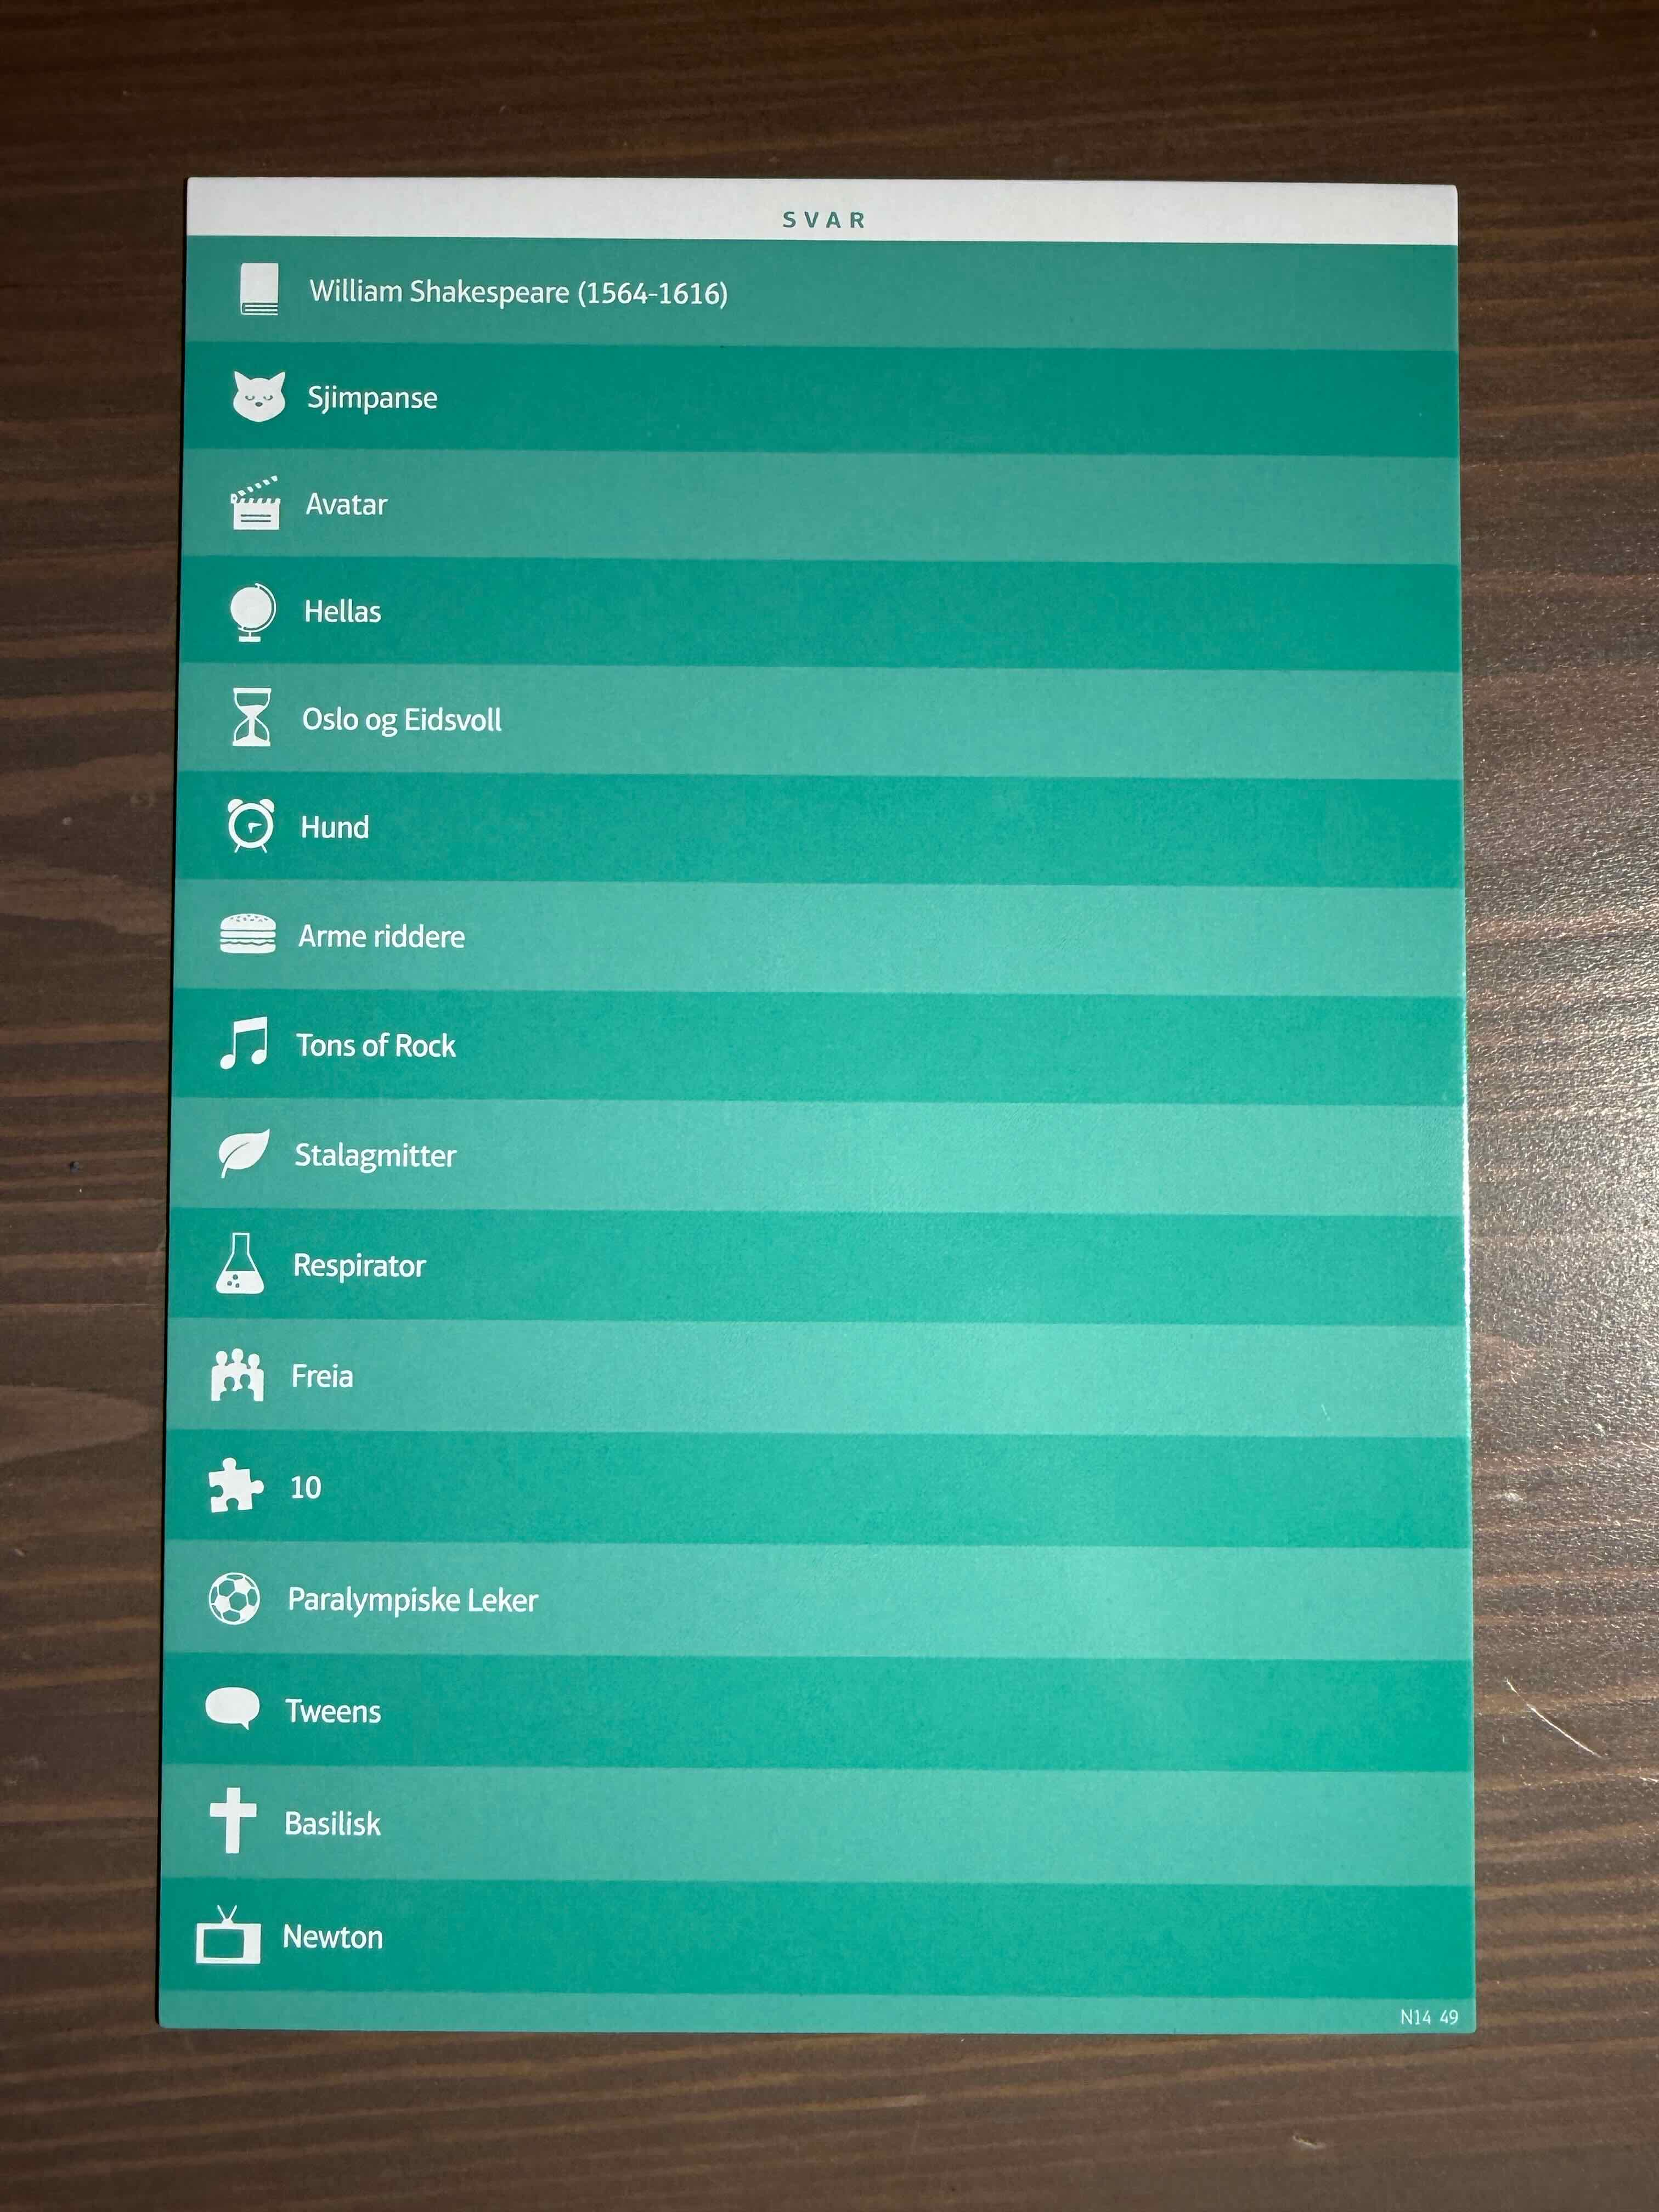 SVAR
William Shakespeare (1564-1616)
Sjimpanse
Avatar
Hellas
Oslo og Eidsvoll
Hund
Arme riddere
Tons of Rock
Stalagmitter
Respirator
Freia
10
Paralympiske Leker
Tweens
Basilisk
Newton
N14 49